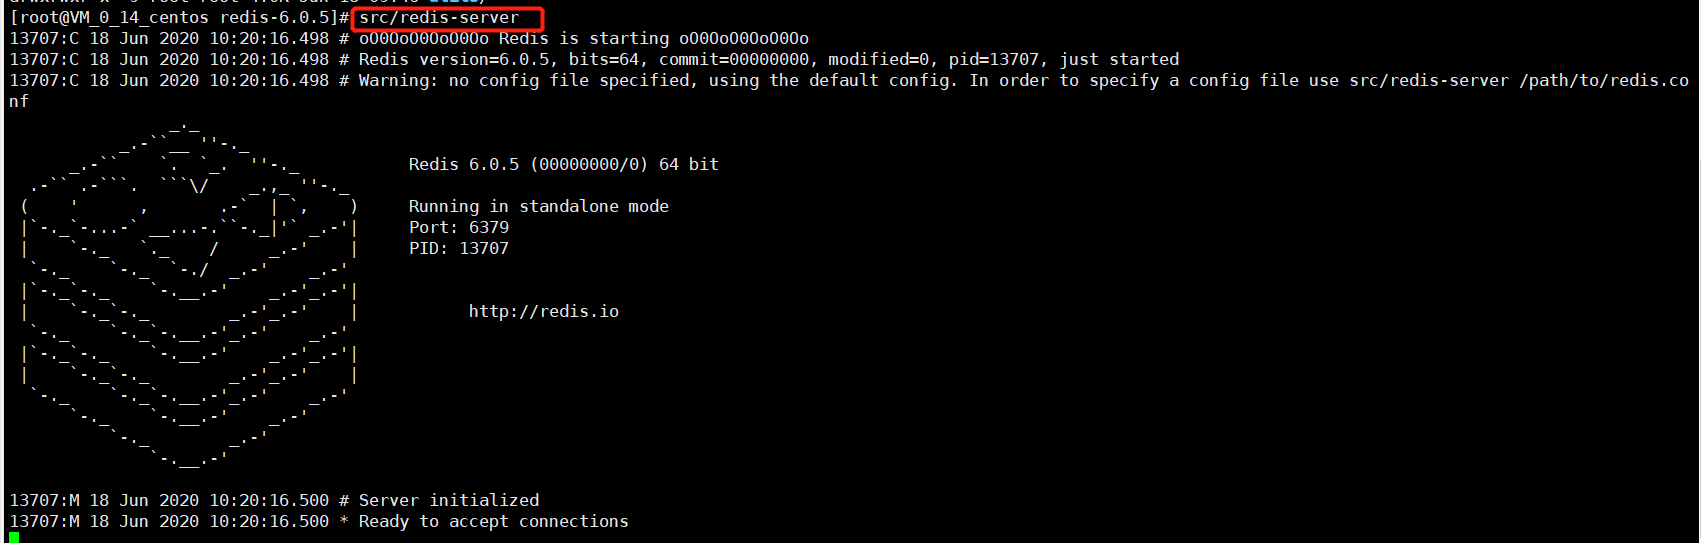 [root@VM_0_14_centos redis-6.0.5]# src/redis-server
13707:C 18 Jun 2020 10:20:16.498 # oO0OoO0OoO0Oo Redis is starting oO0OoO0OoO0Oo
13707:C 18 Jun 2020 10:20:16.498 # Redis version=6.0.5, bits=64, commit=00000000, modified=0, pid=13707, just started
13707:C 18 Jun 2020 10:20:16.498 # Warning: no config file specified, using the default config. In order to specify a config file use src/redis-server /path/to/redis.co
nf
Redis 6.0.5 (00000000/0) 64 bit
Running in standalone mode
Port: 6379
PID: 13707
http://redis.io
13707:M 18 Jun 2020 10:20:16.500 # Server initialized
13707:M 18 Jun 2020 10:20:16.500 * Ready to accept connections